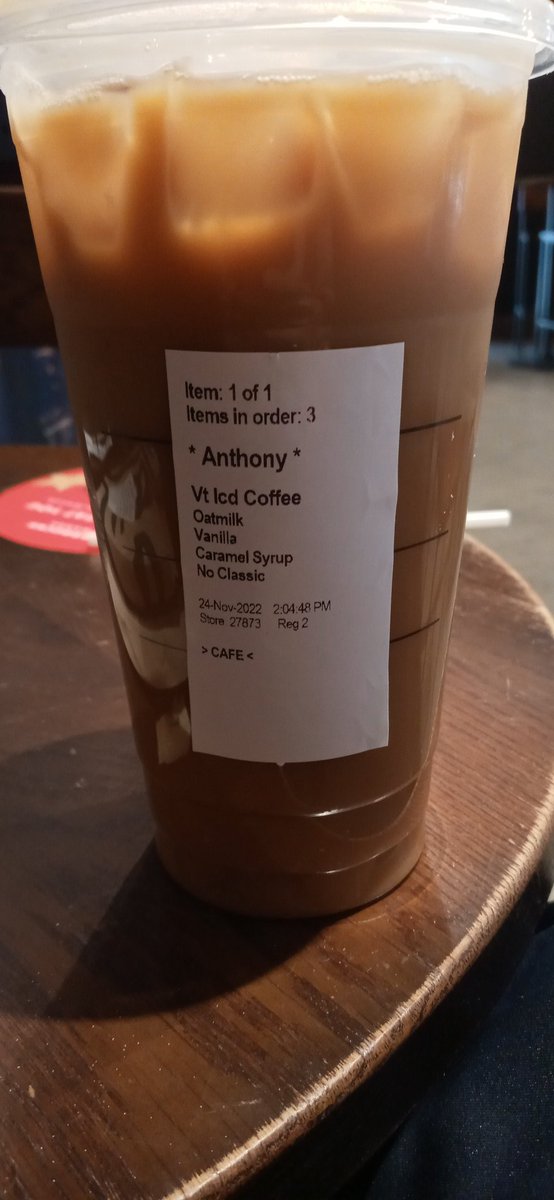 Item: 1 of 1
Items in order: 3
* Anthony *
Vt Icd Coffee
Oatmilk
Vanilla
Caramel Syrup
No Classic
24-Nov-2022 2:04:48 PM
Store 27873 Reg 2
> CAFE <